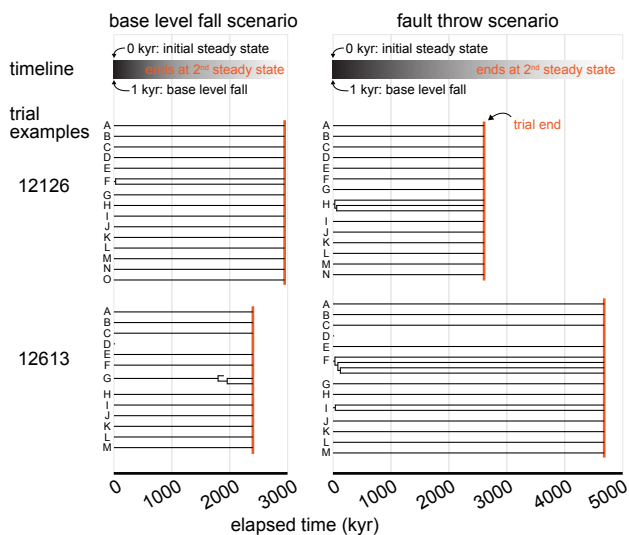 base level fall scenario
fault throw scenario
timeline
0 kyr: initial steady state
ends at 2nd steady state
1 kyr: base level fall
0 kyr: initial steady state
ends at 2nd steady state
1 kyr: base level fall
trial
examples
trial end
12126
A
B
C
D
E
F
G
H
I
J
K
L
M
N
O
A
B
C
D
E
F
G
H
I
J
K
L
M
N
12613
A
B
C
D
E
F
G
H
I
J
K
L
M
A
B
C
D
E
F
G
H
I
J
K
L
M
0 1000 2000 3000
0 1000 2000 3000 4000 5000
elapsed time (kyr)